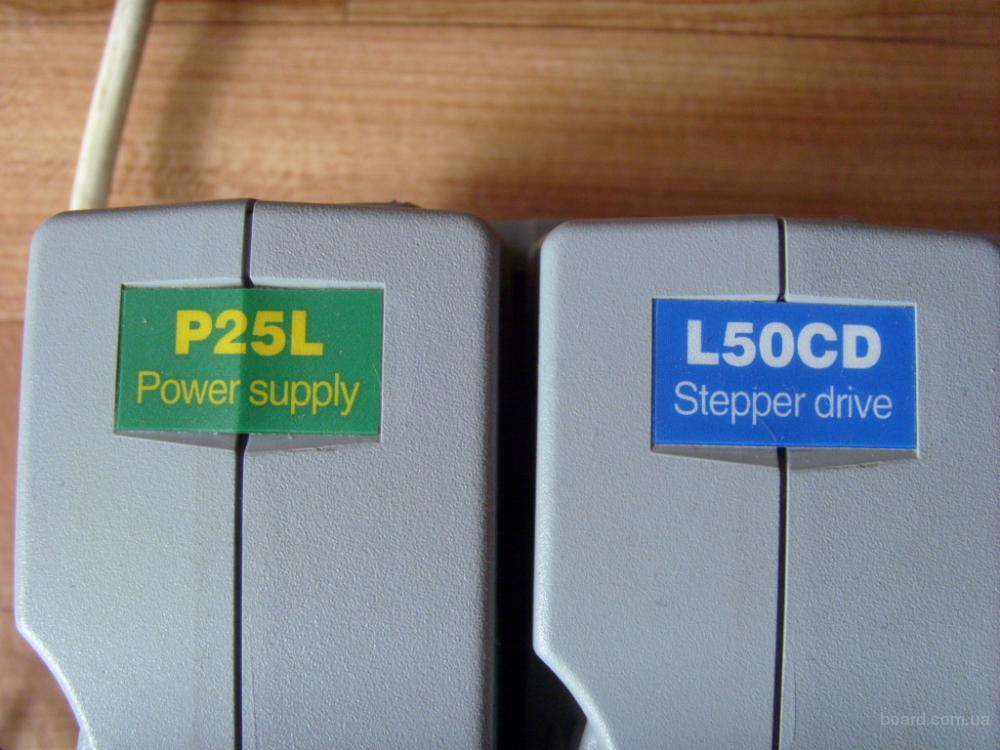 P25L
Power supply
L50CD
Stepper drive
board.com.ua